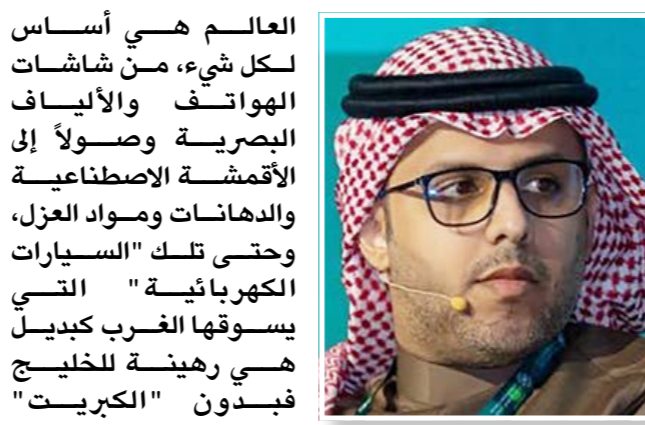 العالم هي أساس
لكل شيء، من شاشات
الهواتف والألياف
البصرية وصولاً إلى
الأقمشة الاصطناعية
والدهانات ومواد العزل،
وحتى تلك "السيارات
الكهربائية" التي
يسوقها الغرب كبديل
هي رهينة للخليج
فبدون "الكبريت"